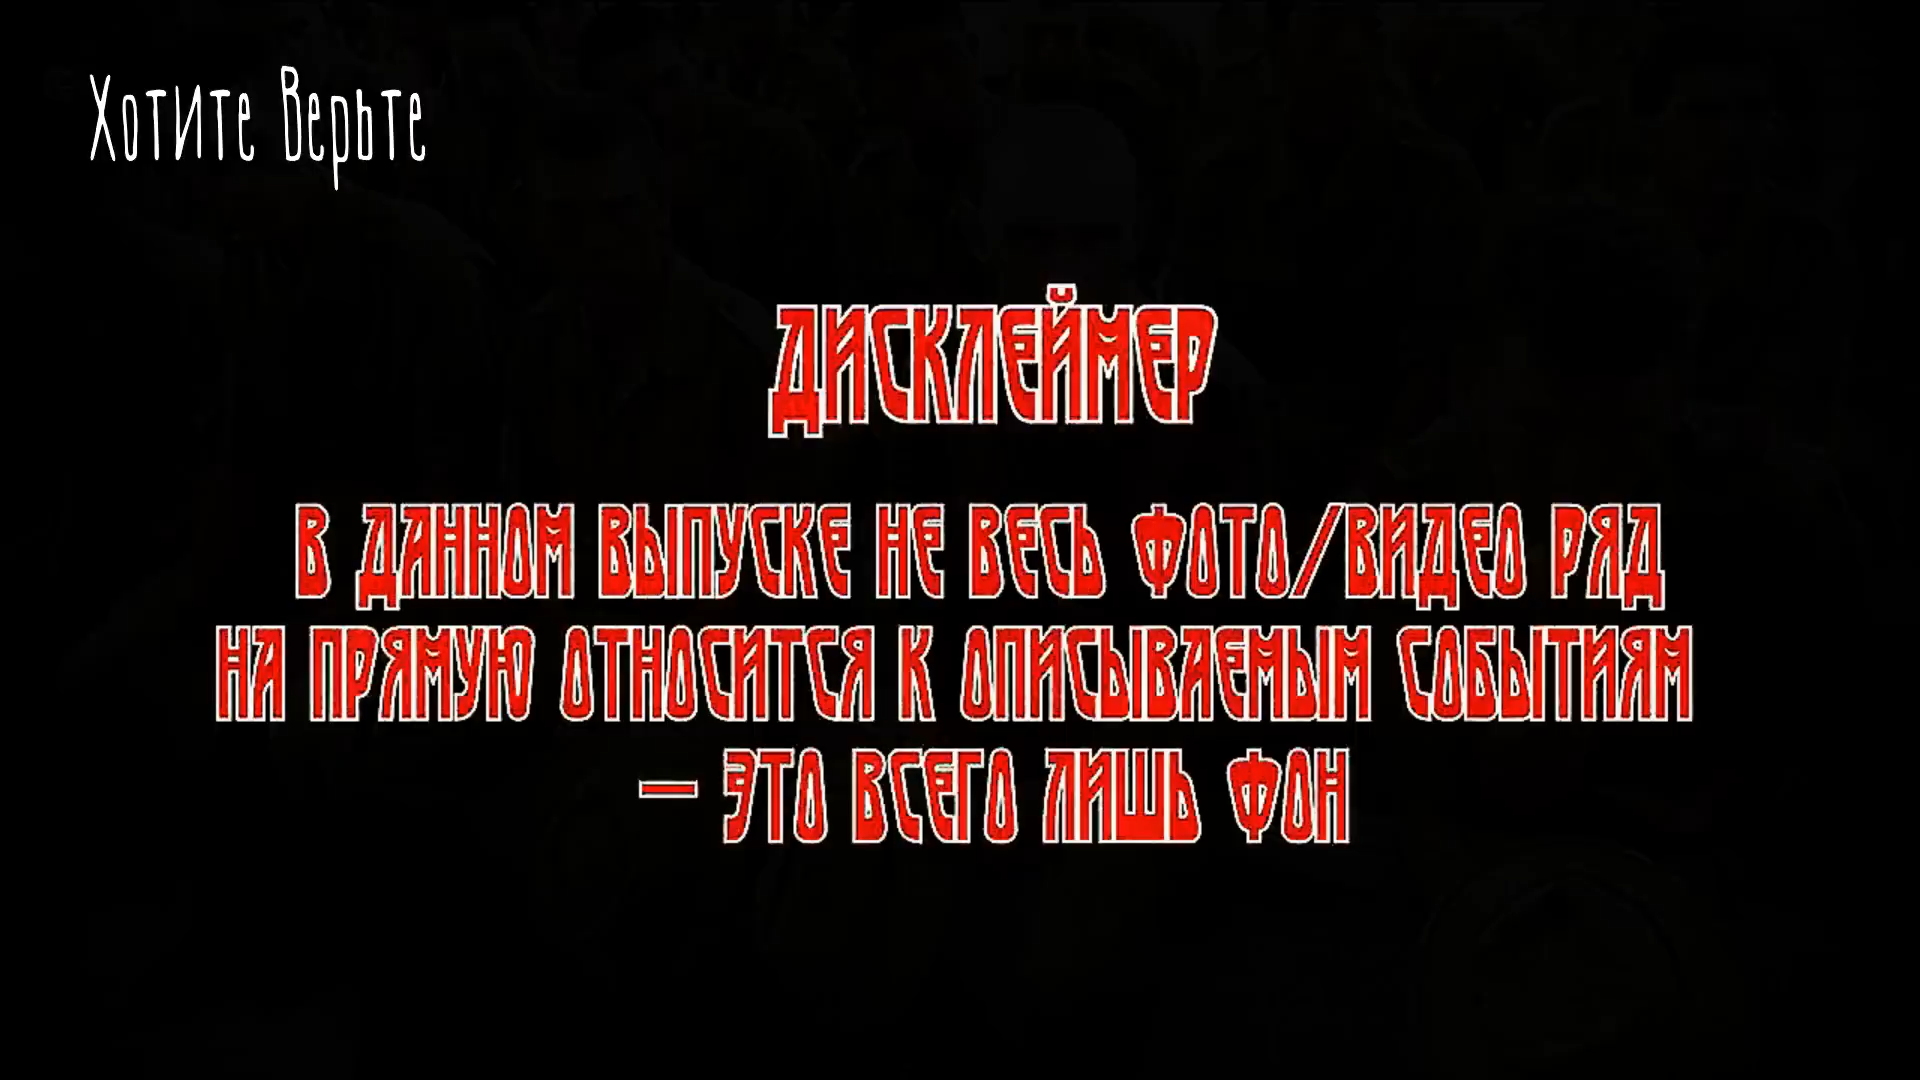 Хотите Верьте
ДИСКЛЕЙМЕР
В ДАННОМ ВЫПУСКЕ НЕ ВЕСЬ ФОТО/ВИДЕО РЯД
НА ПРЯМУЮ ОТНОСИТСЯ К ОПИСЫВАЕМЫМ СОБЫТИЯМ
— ЭТО ВСЕГО ЛИШЬ ФОН